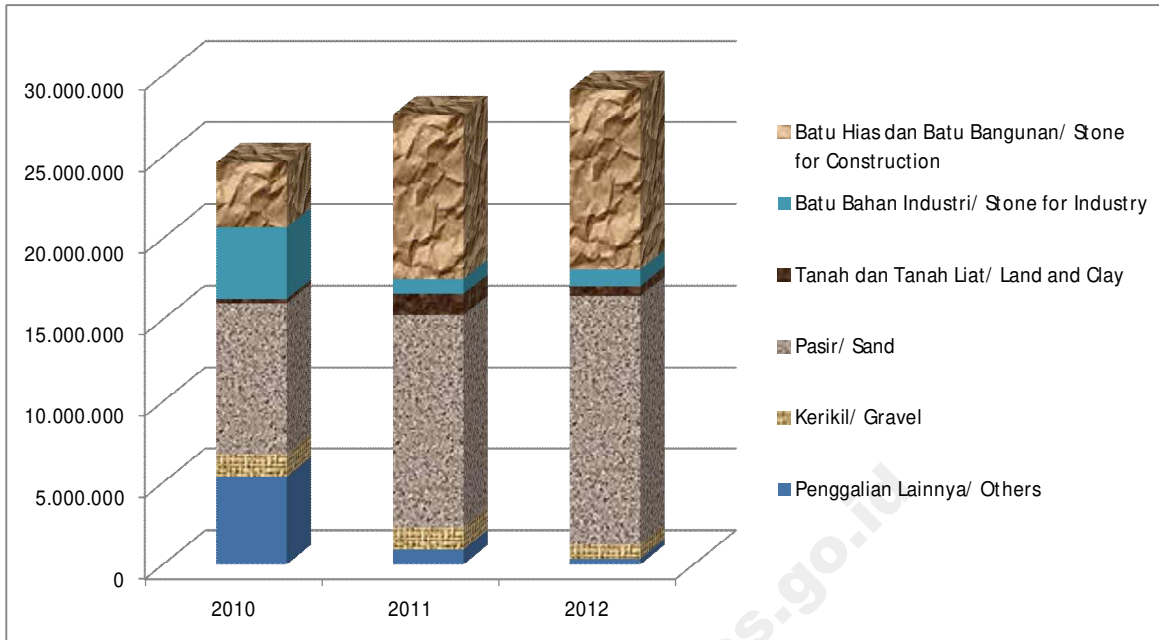 30.000.000
25.000.000
20.000.000
15.000.000
10.000.000
5.000.000
0
2010
2011
2012
Batu Hias dan Batu Bangunan/ Stone
for Construction
Batu Bahan Industri/ Stone for Industry
Tanah dan Tanah Liat/ Land and Clay
Pasir/ Sand
Kerikil/ Gravel
Penggalian Lainnya/ Others
s.go.id